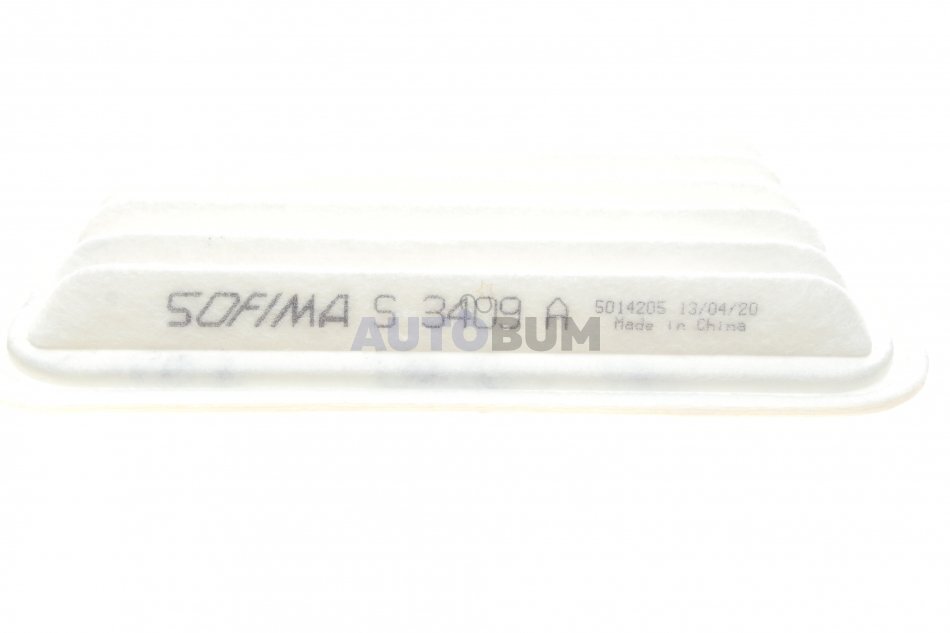 SOFIMA S 3409 A 5014205 13/04/20
Made in China
AUTOBUM